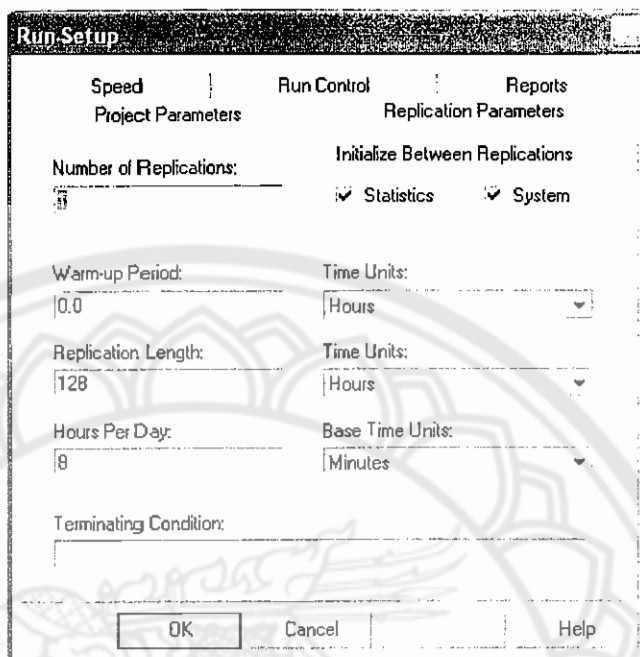 Run Setup
Speed Run Control Reports
Project Parameters Replication Parameters
Number of Replications:
Initialize Between Replications
Statistics System
Warm-up Period: Time Units:
0.0 Hours
Replication Length: Time Units:
128 Hours
Hours Per Day: Base Time Units:
8 Minutes
Terminating Condition:
OK Cancel Help